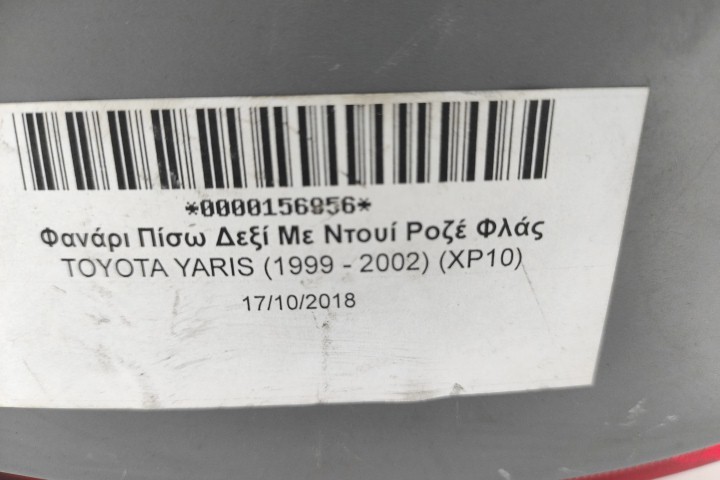 *0000156956*
Φανάρι Πίσω Δεξί Με Ντουί Ροζέ Φλάς
TOYOTA YARIS (1999 - 2002) (XP10)
17/10/2018